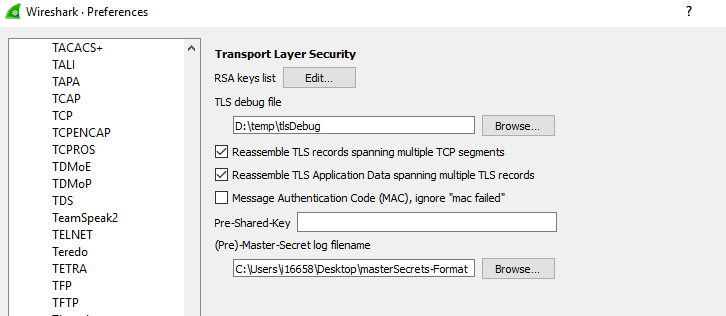 Wireshark · Preferences
?
TACACS+
TALI
TAPA
TCAP
TCP
TCPENCAP
TCPROS
TDMoE
TDMoP
TDS
TeamSpeak2
TELNET
Teredo
TETRA
TFP
TFTP
Transport Layer Security
RSA keys list Edit...
TLS debug file
D:\temp\tlsDebug Browse...
Reassemble TLS records spanning multiple TCP segments
Reassemble TLS Application Data spanning multiple TLS records
Message Authentication Code (MAC), ignore "mac failed"
Pre-Shared-Key
(Pre)-Master-Secret log filename
C:\Users\j16658\Desktop\masterSecrets-Format Browse...